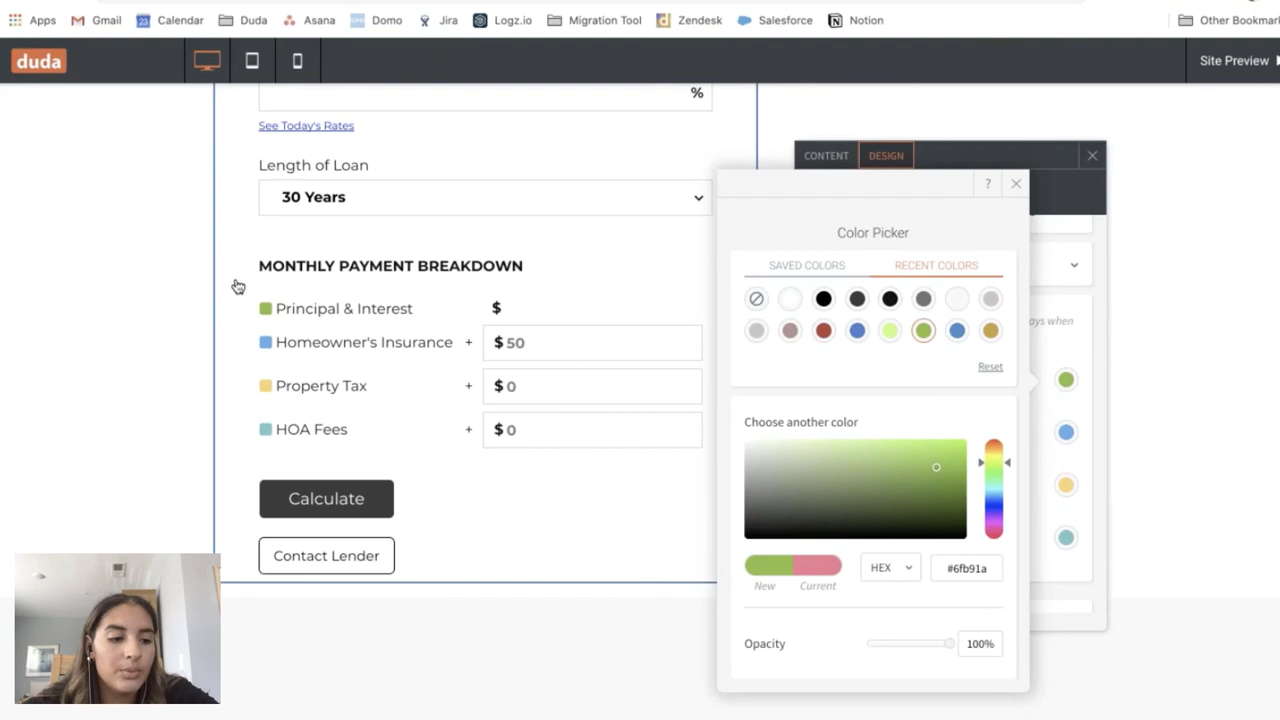 Apps Gmail Calendar Duda Asana Domo Jira Logz.io Migration Tool Zendesk Salesforce Notion Other Bookmar
duda Site Preview
%
See Today's Rates
Length of Loan
30 Years
MONTHLY PAYMENT BREAKDOWN
Principal & Interest $
Homeowner's Insurance + $ 50
Property Tax + $ 0
HOA Fees + $ 0
Calculate
Contact Lender
CONTENT DESIGN
?
Color Picker
SAVED COLORS RECENT COLORS
ays when
Reset
Choose another color
New Current
HEX #6fb91a
Opacity 100%